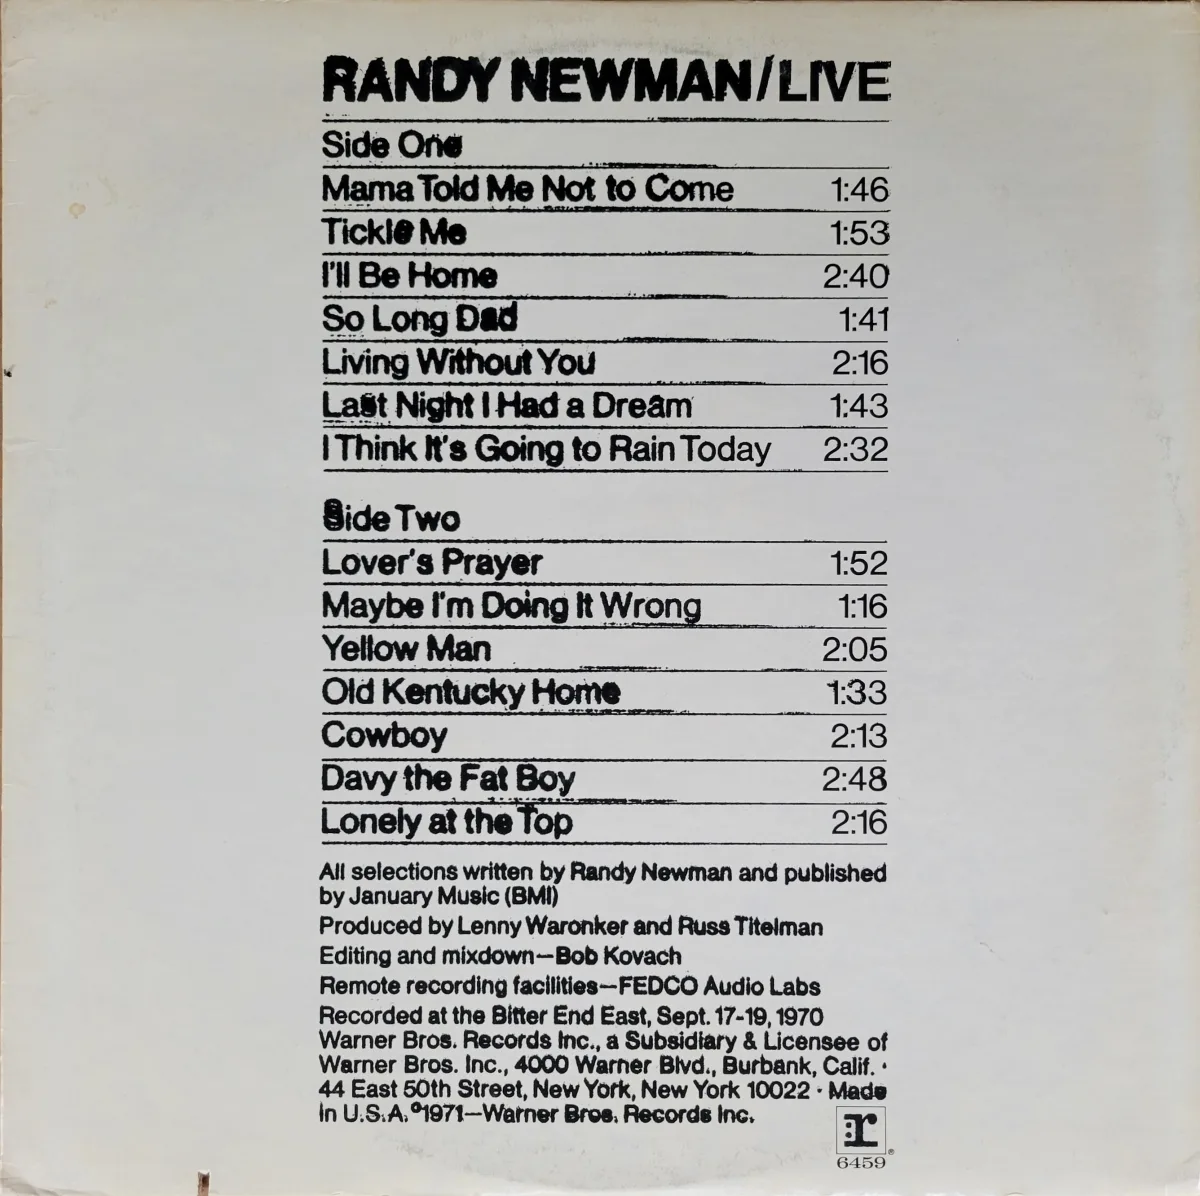 RANDY NEWMAN/LIVE
Side One
Mama Told Me Not to Come 1:46
Tickle Me 1:53
I'll Be Home 2:40
So Long Dad 1:41
Living Without You 2:16
Last Night I Had a Dream 1:43
I Think It's Going to Rain Today 2:32
Side Two
Lover's Prayer 1:52
Maybe I'm Doing It Wrong 1:16
Yellow Man 2:05
Old Kentucky Home 1:33
Cowboy 2:13
Davy the Fat Boy 2:48
Lonely at the Top 2:16
All selections written by Randy Newman and published
by January Music (BMI)
Produced by Lenny Waronker and Russ Titelman
Editing and mixdown—Bob Kovach
Remote recording facilities—FEDCO Audio Labs
Recorded at the Bitter End East, Sept. 17-19, 1970
Warner Bros. Records Inc., a Subsidiary & Licensee of
Warner Bros. Inc., 4000 Warner Blvd., Burbank, Calif. ·
44 East 50th Street, New York, New York 10022 · Made
in U.S.A. ©1971—Warner Bros. Records Inc.
:r ®
6459